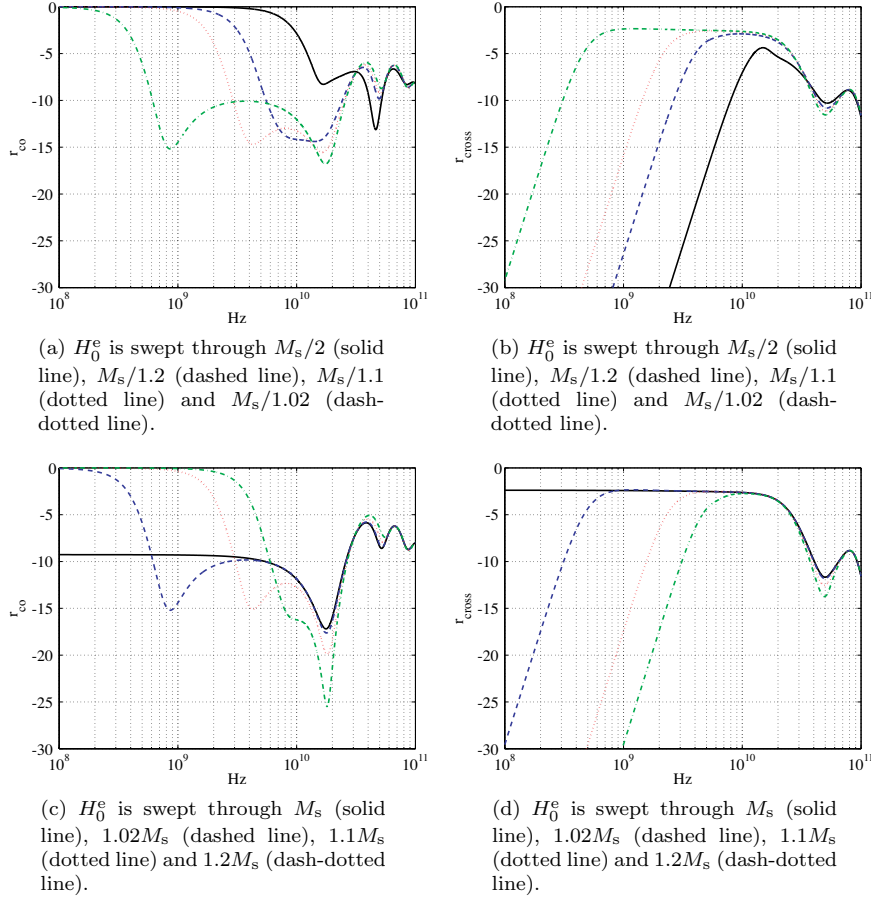 0
-5
-10
-15
-20
-25
-30
r_co
10^8
10^9
10^10
10^11
Hz
(a) H_0^e is swept through M_s/2 (solid
line), M_s/1.2 (dashed line), M_s/1.1
(dotted line) and M_s/1.02 (dash-
dotted line).
0
-5
-10
-15
-20
-25
-30
r_cross
10^8
10^9
10^10
10^11
Hz
(b) H_0^e is swept through M_s/2 (solid
line), M_s/1.2 (dashed line), M_s/1.1
(dotted line) and M_s/1.02 (dash-
dotted line).
0
-5
-10
-15
-20
-25
-30
r_co
10^8
10^9
10^10
10^11
Hz
(c) H_0^e is swept through M_s (solid
line), 1.02M_s (dashed line), 1.1M_s
(dotted line) and 1.2M_s (dash-dotted
line).
0
-5
-10
-15
-20
-25
-30
r_cross
10^8
10^9
10^10
10^11
Hz
(d) H_0^e is swept through M_s (solid
line), 1.02M_s (dashed line), 1.1M_s
(dotted line) and 1.2M_s (dash-dotted
line).